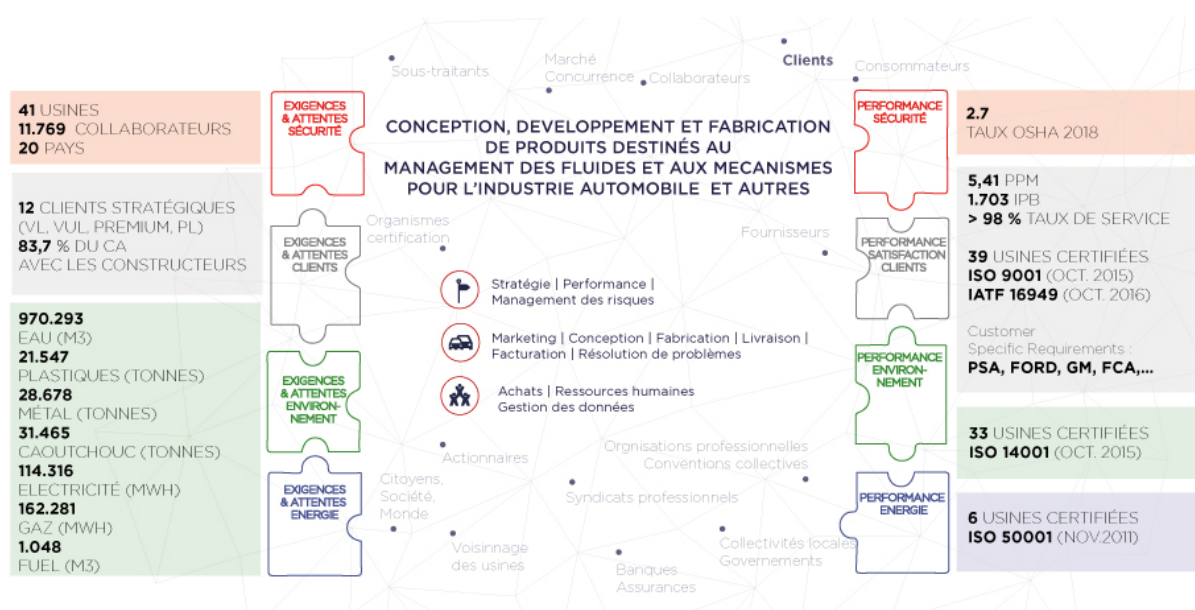 Sous-traitants
Marché
Concurrence
Collaborateurs
Clients
Consommateurs
41 USINES
11.769 COLLABORATEURS
20 PAYS
12 CLIENTS STRATÉGIQUES
(VL, VUL, PREMIUM, PL)
83,7 % DU CA
AVEC LES CONSTRUCTEURS
970.293
EAU (M3)
21.547
PLASTIQUES (TONNES)
28.678
MÉTAL (TONNES)
31.465
CAOUTCHOUC (TONNES)
114.316
ELECTRICITÉ (MWH)
162.281
GAZ (MWH)
1.048
FUEL (M3)
EXIGENCES
& ATTENTES
SÉCURITÉ
EXIGENCES
& ATTENTES
CLIENTS
EXIGENCES
& ATTENTES
ENVIRON-
NEMENT
EXIGENCES
& ATTENTES
ENERGIE
CONCEPTION, DEVELOPPEMENT ET FABRICATION
DE PRODUITS DESTINÉS AU
MANAGEMENT DES FLUIDES ET AUX MECANISMES
POUR L'INDUSTRIE AUTOMOBILE ET AUTRES
Organismes
certification
Fournisseurs
Stratégie | Performance |
Management des risques
Marketing | Conception | Fabrication | Livraison |
Facturation | Résolution de problèmes
Achats | Ressources humaines
Gestion des données
Actionnaires
Orgnisations professionnelles
Conventions collectives
Citoyens,
Société,
Monde
Syndicats professionnels
Voisinnage
des usines
Banques
Assurances
Collectivités locales
Governements
PERFORMANCE
SÉCURITÉ
PERFORMANCE
SATISFACTION
CLIENTS
PERFORMANCE
ENVIRON-
NEMENT
PERFORMANCE
ENERGIE
2.7
TAUX OSHA 2018
5,41 PPM
1.703 IPB
> 98 % TAUX DE SERVICE
39 USINES CERTIFIÉES
ISO 9001 (OCT. 2015)
IATF 16949 (OCT. 2016)
Customer
Specific Requirements :
PSA, FORD, GM, FCA,...
33 USINES CERTIFIÉES
ISO 14001 (OCT. 2015)
6 USINES CERTIFIÉES
ISO 50001 (NOV.2011)